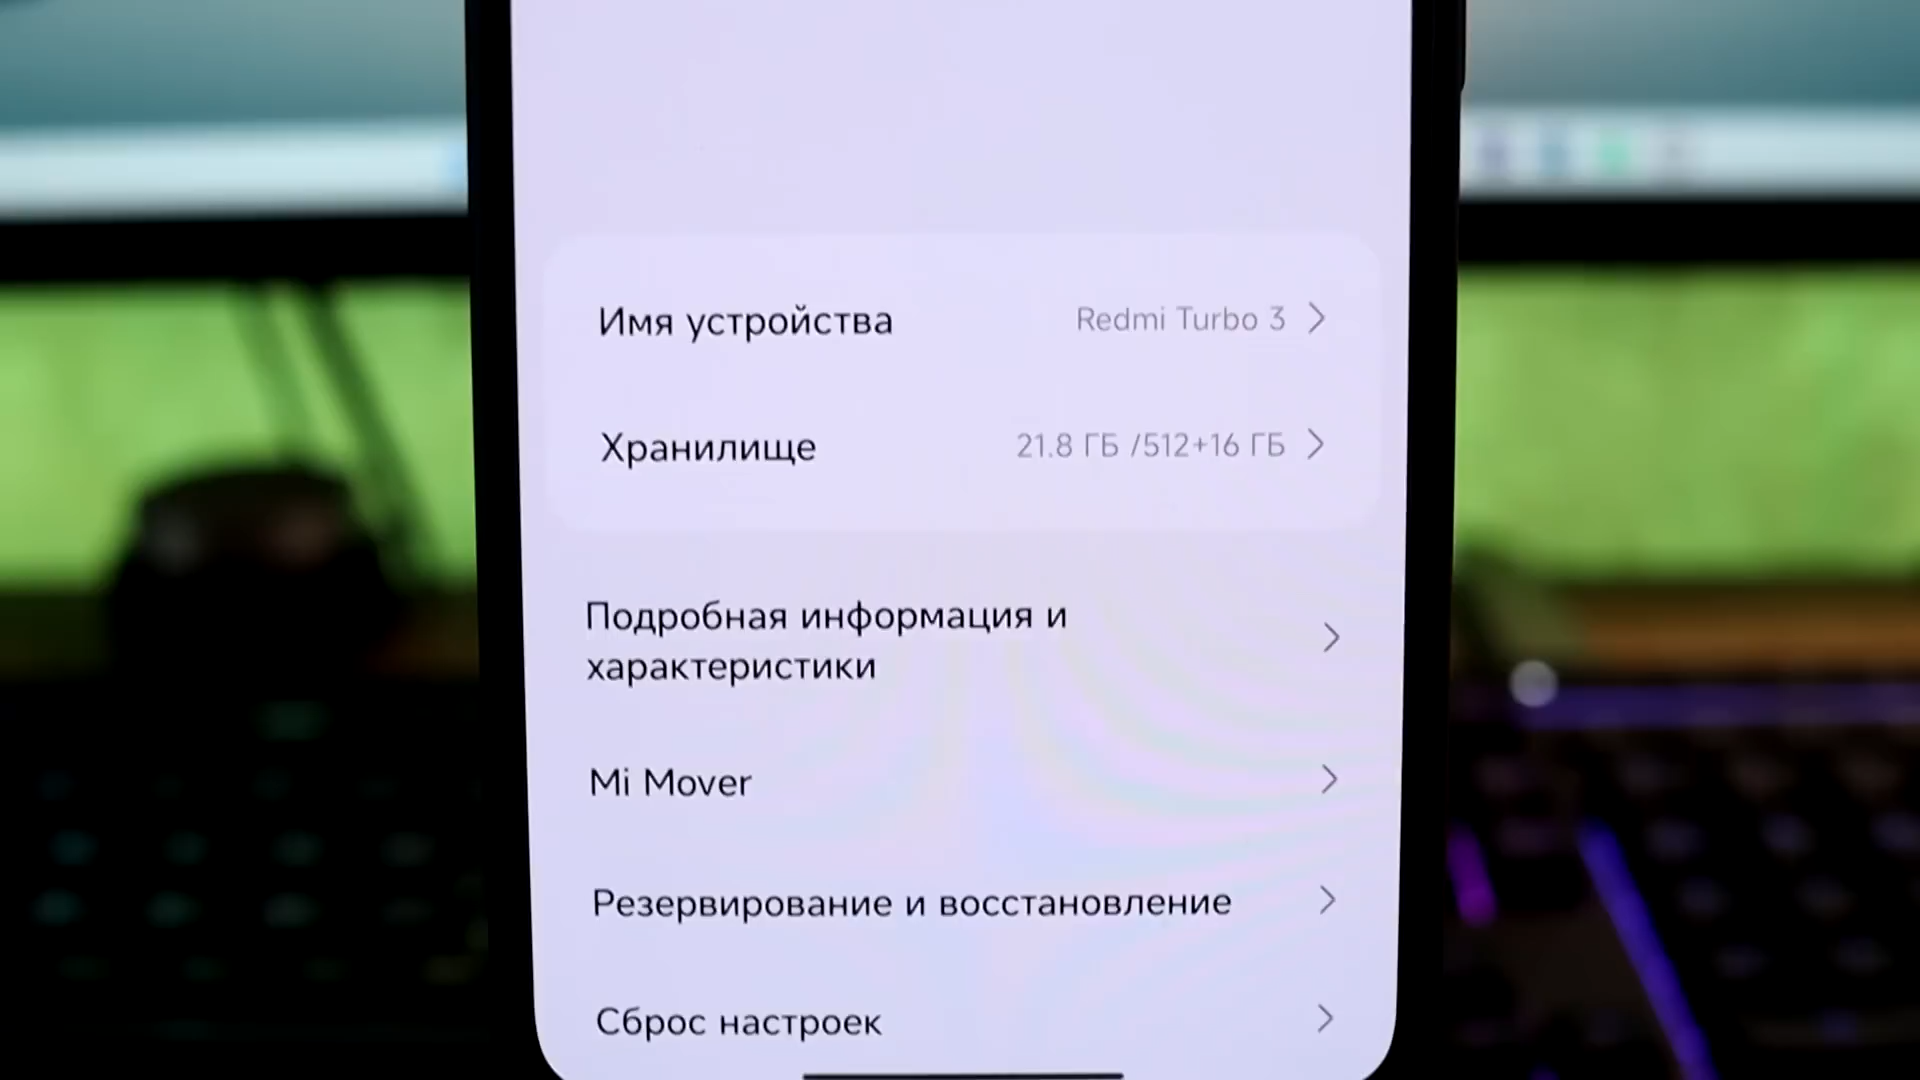 Имя устройства Redmi Turbo 3
Хранилище 21.8 ГБ /512+16 ГБ
Подробная информация и
характеристики
Mi Mover
Резервирование и восстановление
Сброс настроек